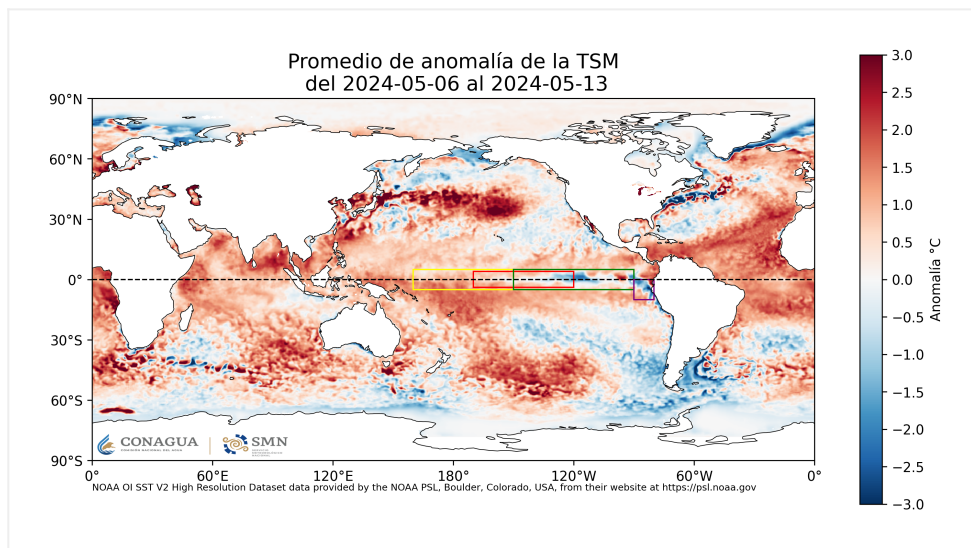 Promedio de anomalía de la TSM
del 2024-05-06 al 2024-05-13
90°N
60°N
30°N
0°
30°S
60°S
90°S
0°
60°E
120°E
180°
120°W
60°W
0°
3.0
2.5
2.0
1.5
1.0
0.5
0.0
−0.5
−1.0
−1.5
−2.0
−2.5
−3.0
Anomalía °C
CONAGUA
COMISIÓN NACIONAL DEL AGUA
SMN
NOAA OI SST V2 High Resolution Dataset data provided by the NOAA PSL, Boulder, Colorado, USA, from their website at https://psl.noaa.gov